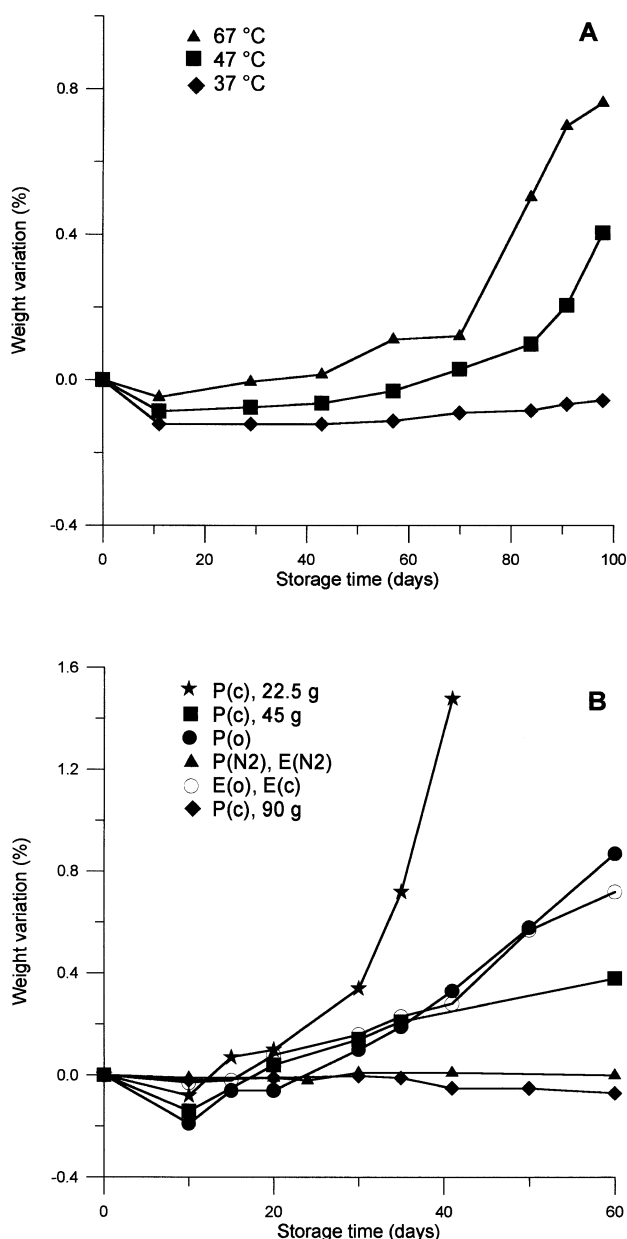 A
67 °C
47 °C
37 °C
0.8
0.4
0.0
-0.4
Weight variation (%)
0 20 40 60 80 100
Storage time (days)
B
P(c), 22.5 g
P(c), 45 g
P(o)
P(N2), E(N2)
E(o), E(c)
P(c), 90 g
1.6
1.2
0.8
0.4
0.0
-0.4
Weight variation (%)
0 20 40 60
Storage time (days)